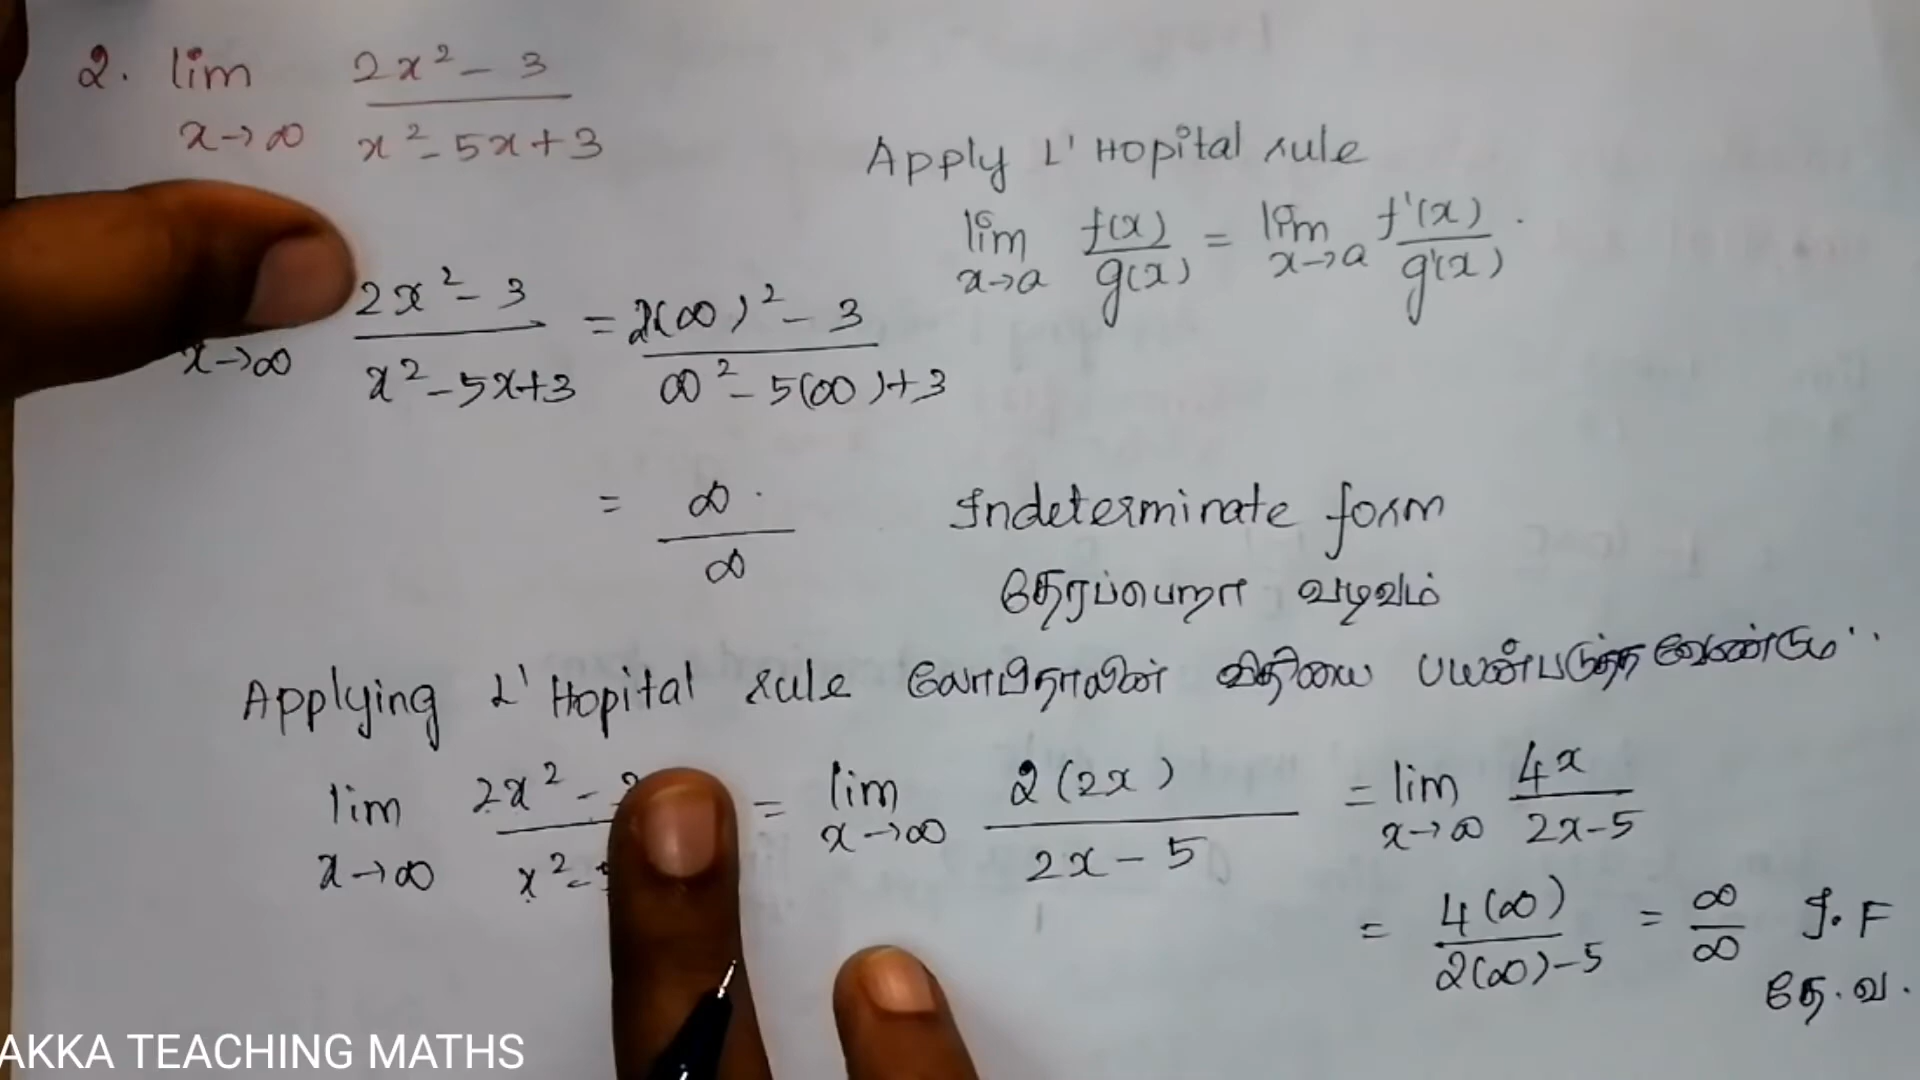 2. lim x→∞ (2x² - 3)/(x² - 5x + 3)
Apply L'Hopital rule
lim x→a f(x)/g(x) = lim x→a f'(x)/g'(x).
x→∞ (2x² - 3)/(x² - 5x + 3) = (2(∞)² - 3)/(∞² - 5(∞) + 3)
= ∞/∞ Indeterminate form
தேரப்பெறா வடிவம்
Applying L'Hopital rule லோபிதாலின் விதியை பயன்படுத்த வேண்டும்
lim x→∞ (2x² - )/(x² - ) = lim x→∞ 2(2x)/(2x - 5) = lim x→∞ 4x/(2x - 5)
= 4(∞)/(2(∞) - 5) = ∞/∞ I.F
தே.வ.
AKKA TEACHING MATHS